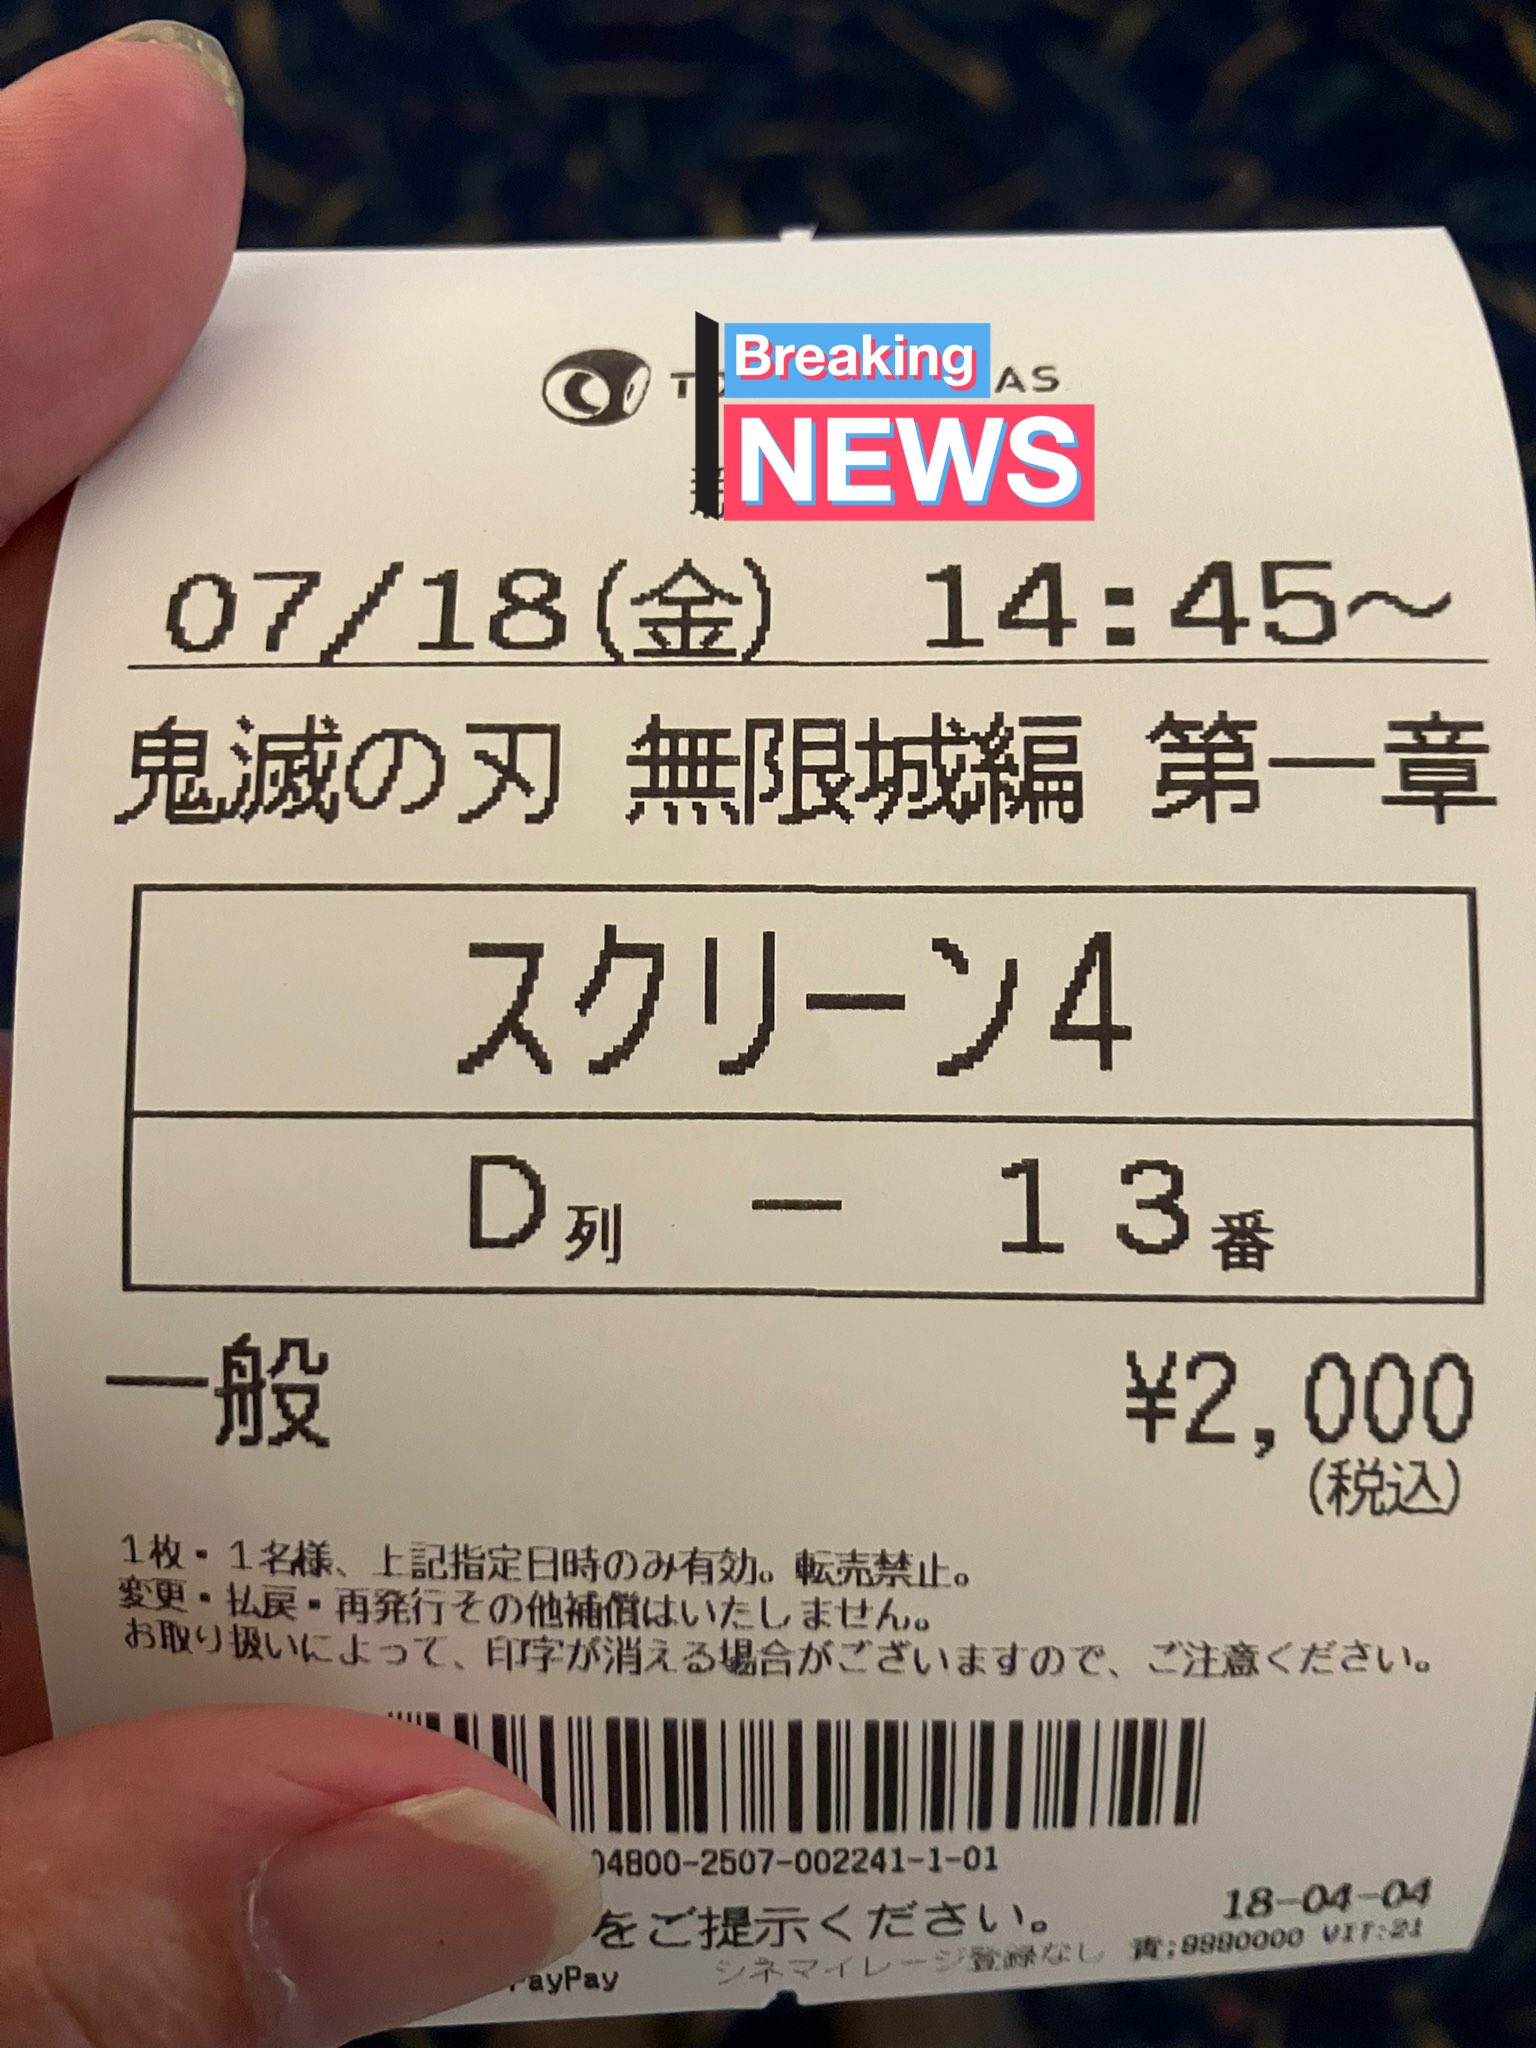 Breaking
NEWS
AS
07/18(金) 14:45～
鬼滅の刃 無限城編 第一章
スクリーン4
D列 － 13番
一般 ¥2,000
(税込)
1枚・1名様、上記指定日時のみ有効。転売禁止。
変更・払戻・再発行その他補償はいたしません。
お取り扱いによって、印字が消える場合がございますので、ご注意ください。
04800-2507-002241-1-01
をご提示ください。 18-04-04
PayPay シネマイレージ登録なし 責:9990000 VIT:21